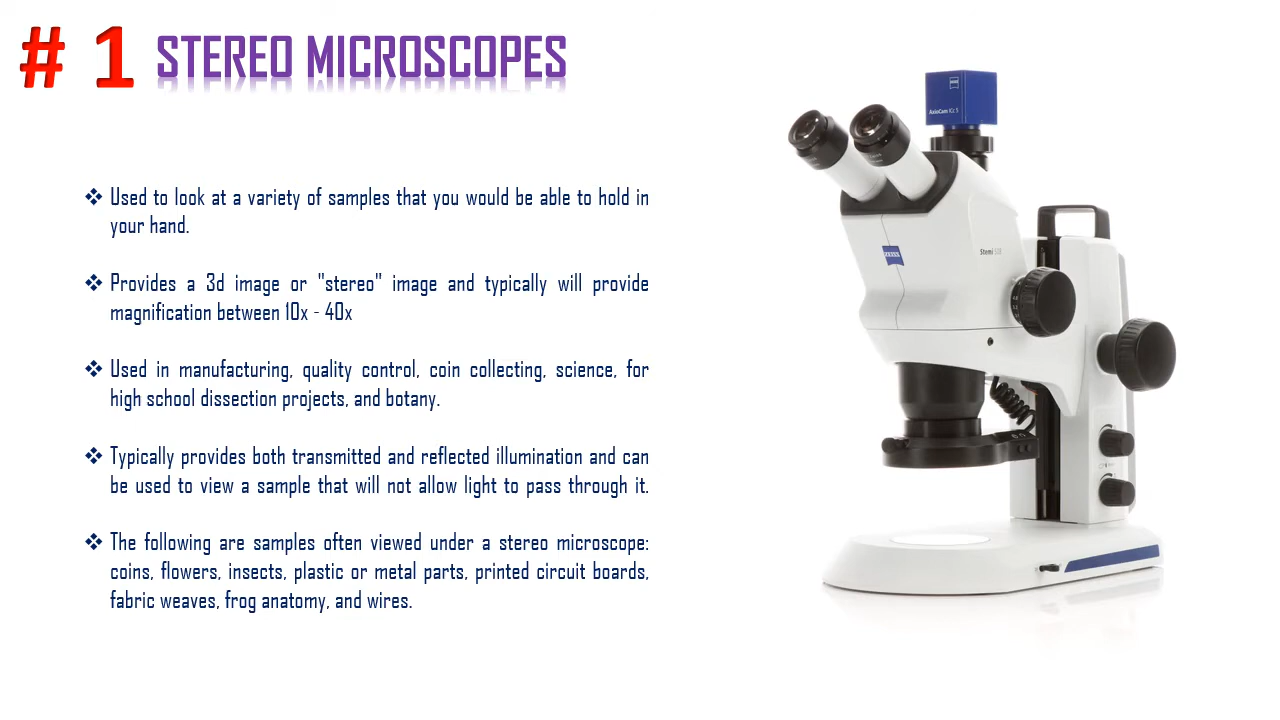 # 1 STEREO MICROSCOPES
❖ Used to look at a variety of samples that you would be able to hold in
your hand.
❖ Provides a 3d image or "stereo" image and typically will provide
magnification between 10x - 40x
❖ Used in manufacturing, quality control, coin collecting, science, for
high school dissection projects, and botany.
❖ Typically provides both transmitted and reflected illumination and can
be used to view a sample that will not allow light to pass through it.
❖ The following are samples often viewed under a stereo microscope:
coins, flowers, insects, plastic or metal parts, printed circuit boards,
fabric weaves, frog anatomy, and wires.
AxioCam
Stemi